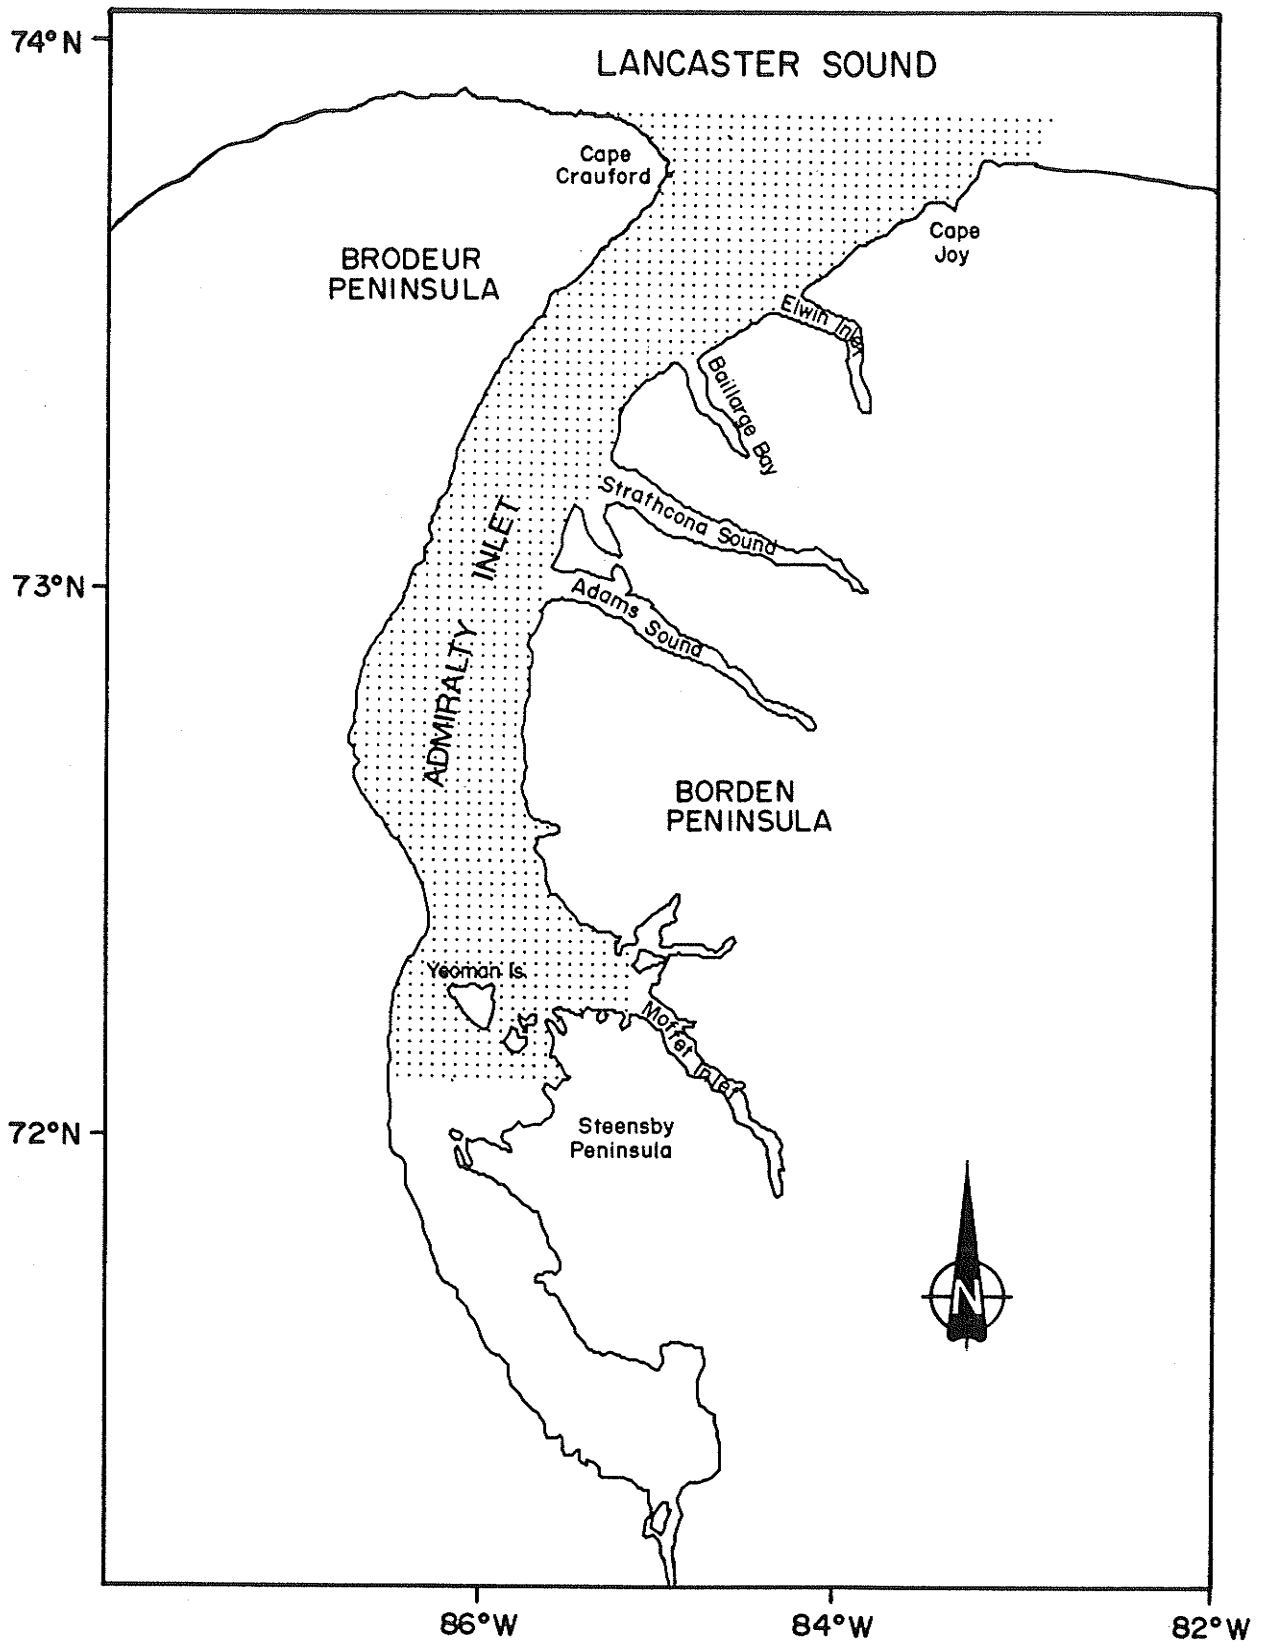 74°N
LANCASTER SOUND
Cape
Crauford
Cape
Joy
BRODEUR
PENINSULA
Elwin Inlet
Baillarge Bay
Strathcona Sound
73°N
ADMIRALTY INLET
Adams Sound
BORDEN
PENINSULA
Yeoman Is.
Moffet Inlet
72°N
Steensby
Peninsula
N
86°W
84°W
82°W